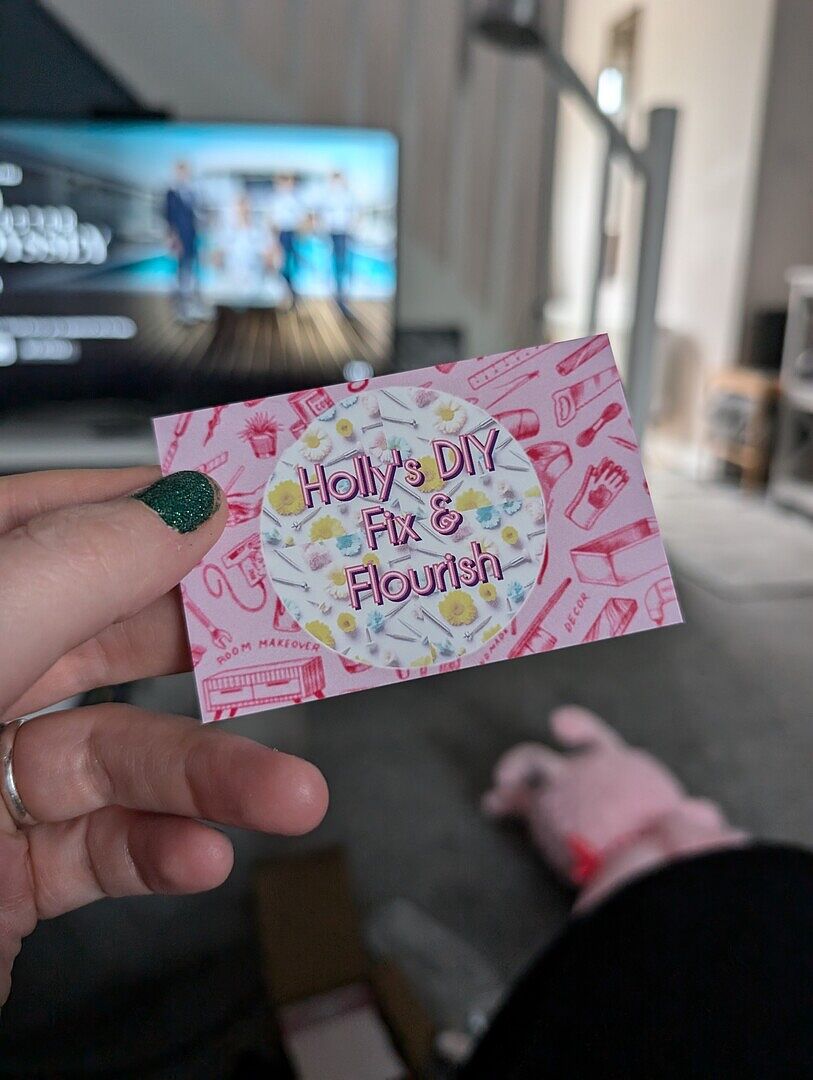 Holly's DIY
Fix &
Flourish
DECOR
ROOM MAKEOVER